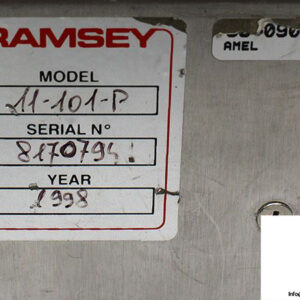 RAMSEY
MODEL
11-101-P
SERIAL N°
8170794
YEAR
1998
AMEL